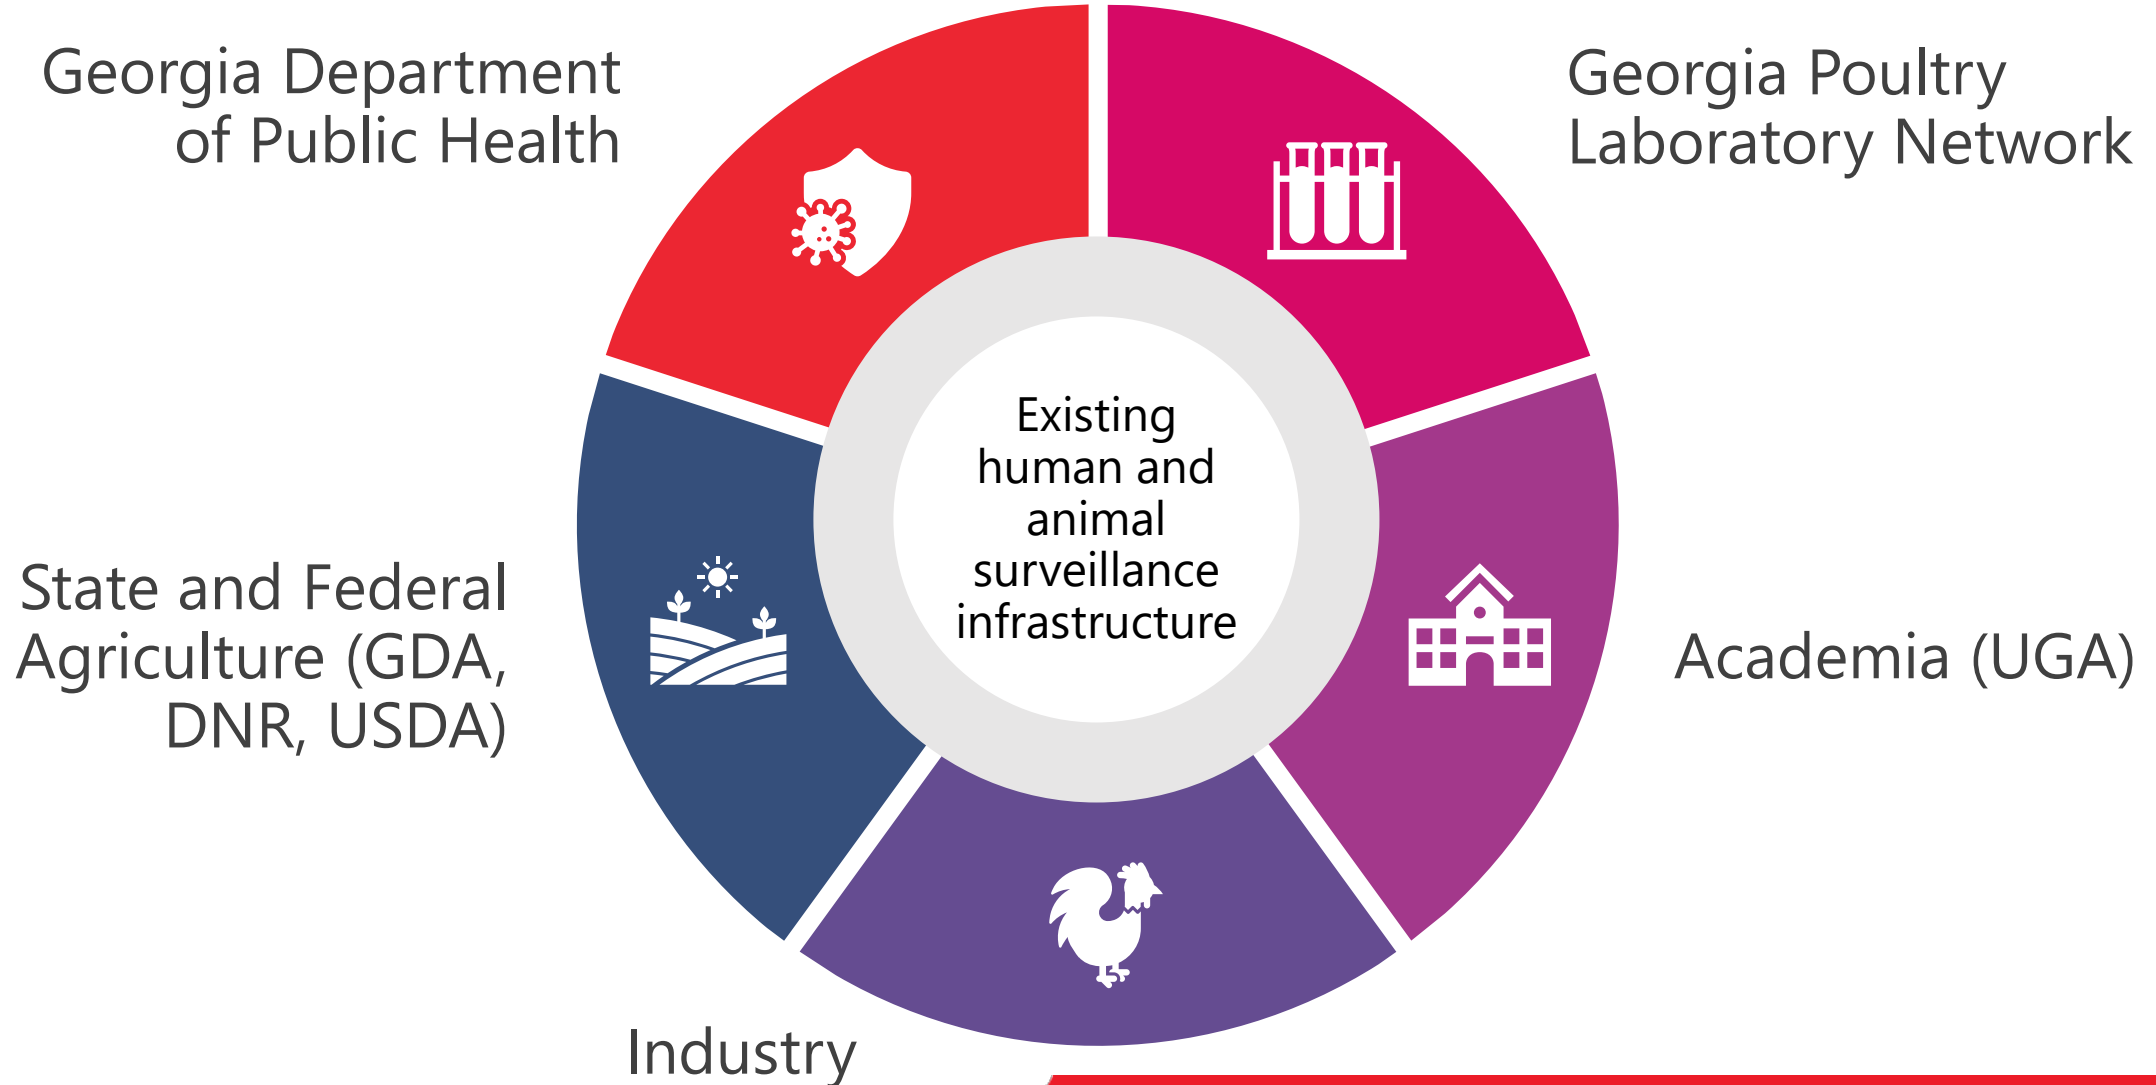 Georgia Department
of Public Health
Georgia Poultry
Laboratory Network
Existing
human and
animal
surveillance
infrastructure
State and Federal
Agriculture (GDA,
DNR, USDA)
Academia (UGA)
Industry